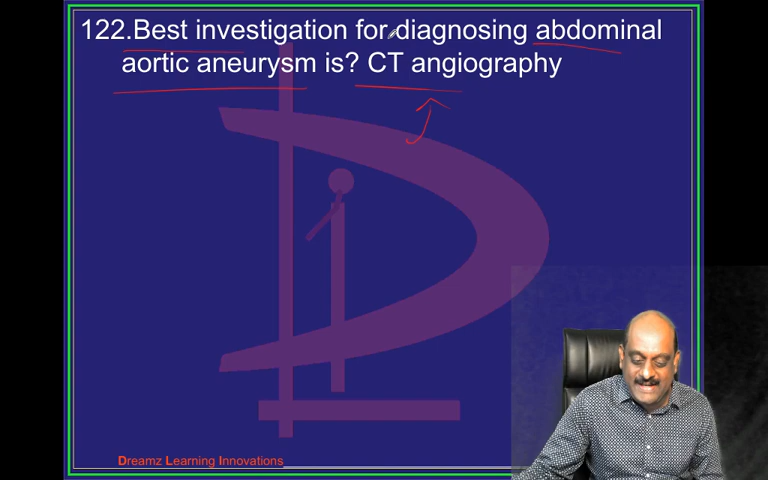 122.Best investigation for diagnosing abdominal
aortic aneurysm is? CT angiography
Dreamz Learning Innovations